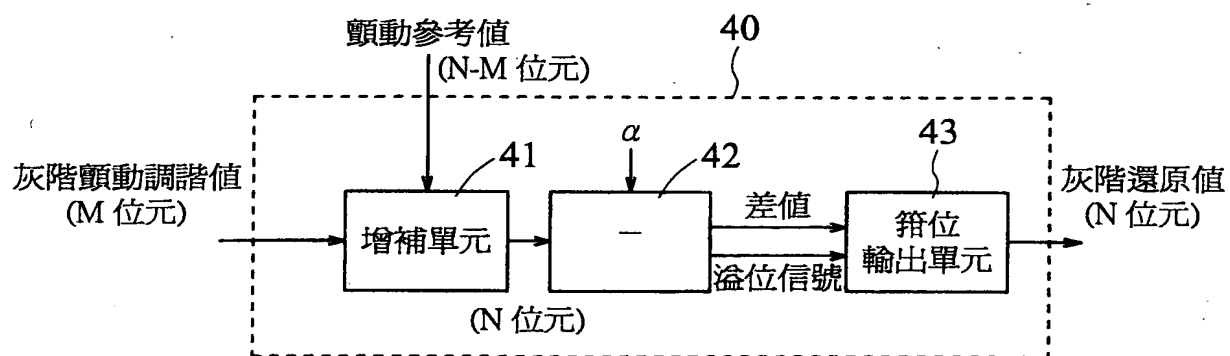 顫動參考值
(N-M 位元)
40
灰階顫動調諧值
(M 位元)
α
41
42
43
增補單元
一
差值
溢位信號
箝位
輸出單元
灰階還原值
(N 位元)
(N 位元)